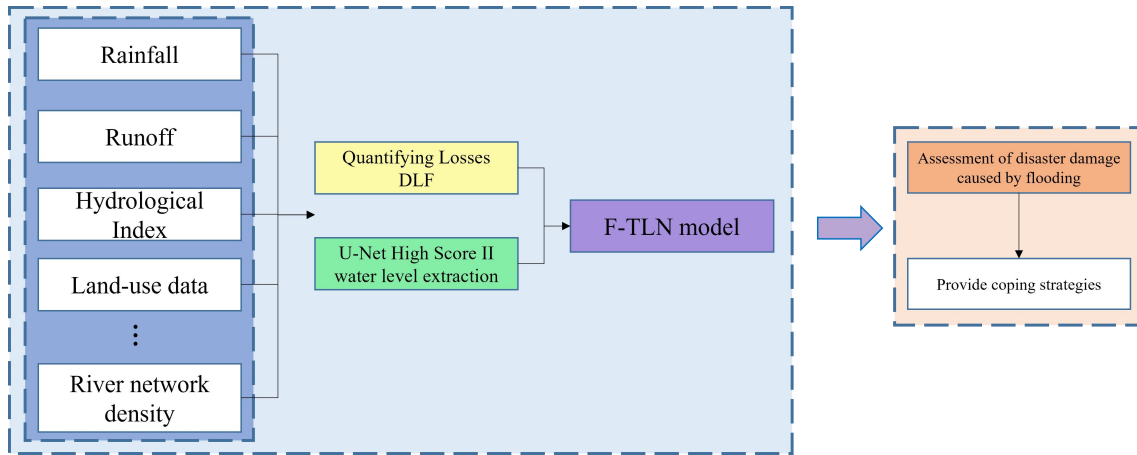 Rainfall
Runoff
Hydrological
Index
Land-use data
River network
density
Quantifying Losses
DLF
U-Net High Score II
water level extraction
F-TLN model
Assessment of disaster damage
caused by flooding
Provide coping strategies